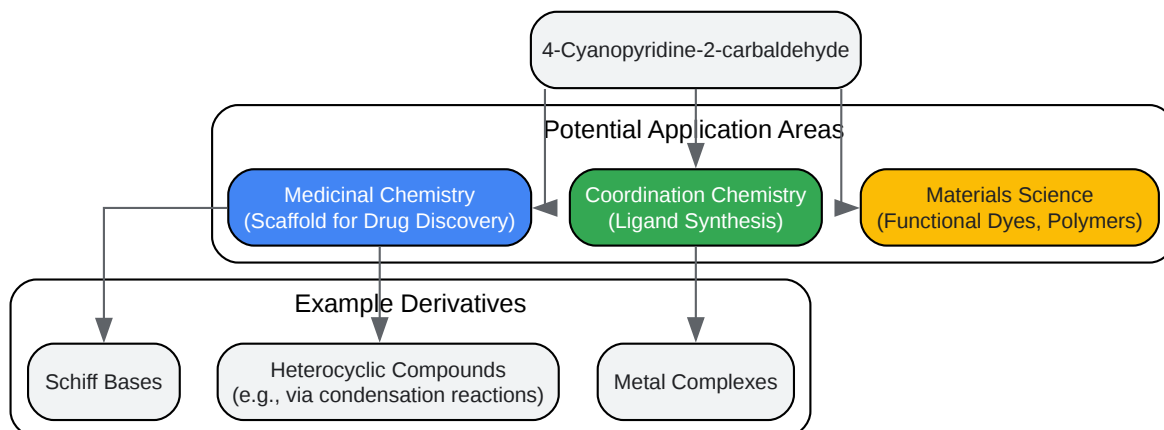 4-Cyanopyridine-2-carbaldehyde
Potential Application Areas
Medicinal Chemistry
(Scaffold for Drug Discovery)
Coordination Chemistry
(Ligand Synthesis)
Materials Science
(Functional Dyes, Polymers)
Example Derivatives
Schiff Bases
Heterocyclic Compounds
(e.g., via condensation reactions)
Metal Complexes